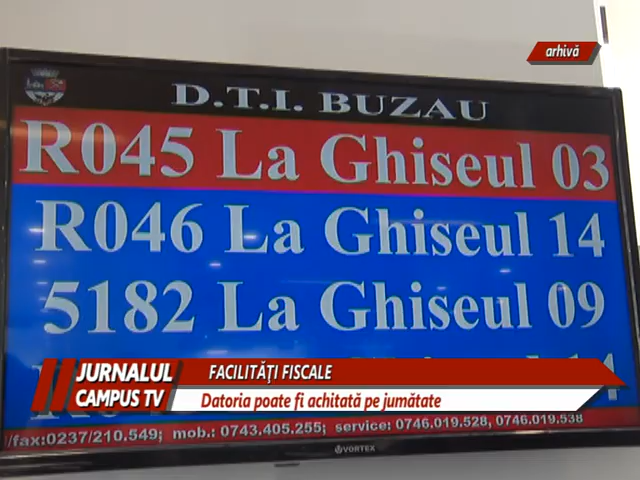 arhivă
D.T.I. BUZAU
R045 La Ghiseul 03
R046 La Ghiseul 14
5182 La Ghiseul 09
JURNALUL
CAMPUS TV
FACILITĂŢI FISCALE
Datoria poate fi achitată pe jumătate
/fax:0237/210.549; mob.: 0743.405.255; service: 0746.019.528, 0746.019.538
VORTEX